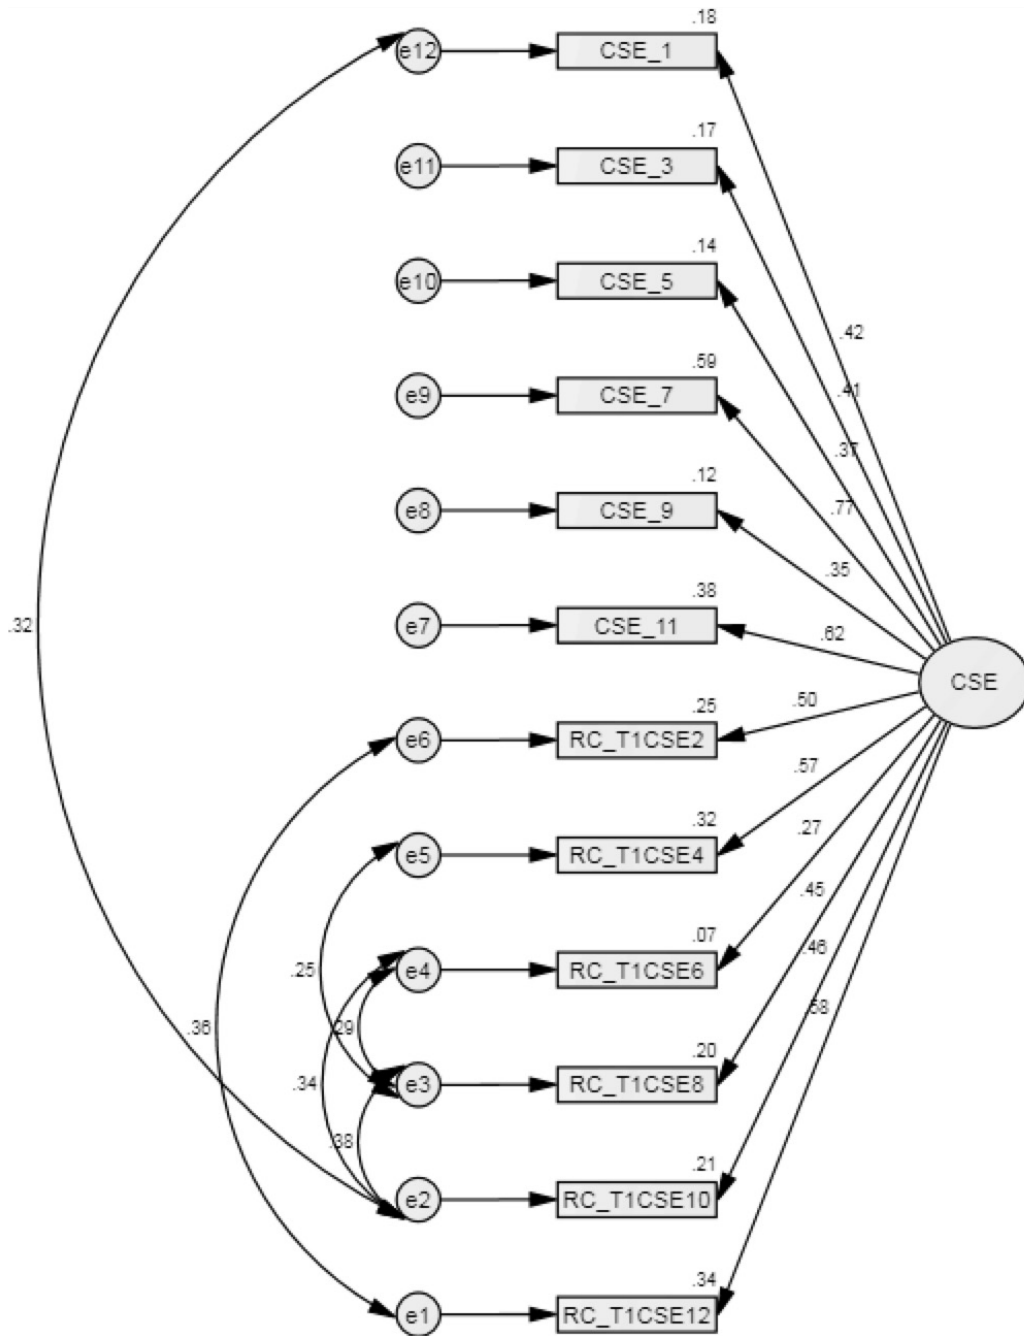 .18
e12 CSE_1
.17
e11 CSE_3
.14
e10 CSE_5
.42
.59
e9 CSE_7
.41
.37
.12
.77
e8 CSE_9
.35
.38
.32
e7 CSE_11
.62
CSE
.50
.25
e6 RC_T1CSE2
.57
.32
.27
e5 RC_T1CSE4
.45
.07
.46
.25
e4 RC_T1CSE6
.58
.36
.29
.20
.34
e3 RC_T1CSE8
.38
.21
e2 RC_T1CSE10
.34
e1 RC_T1CSE12